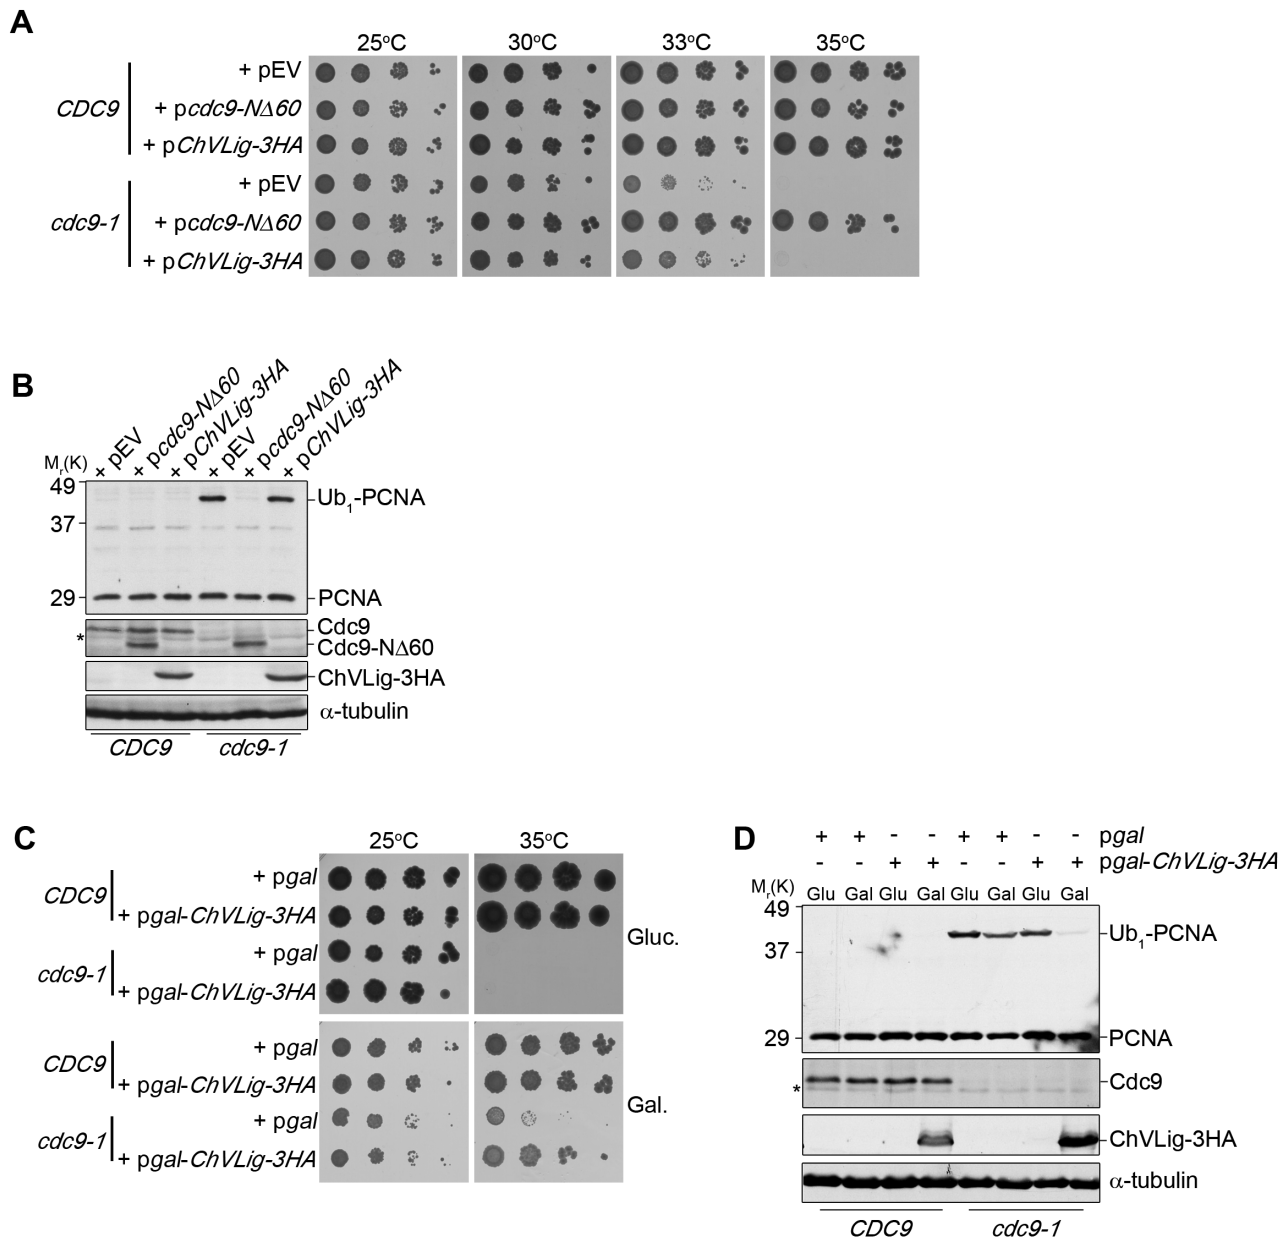 A
25°C 30°C 33°C 35°C
CDC9
+ pEV
+ pcdc9-NΔ60
+ pChVLig-3HA
cdc9-1
+ pEV
+ pcdc9-NΔ60
+ pChVLig-3HA
B
+ pEV
+ pcdc9-NΔ60
+ pChVLig-3HA
+ pEV
+ pcdc9-NΔ60
+ pChVLig-3HA
Mr(K)
49
Ub1-PCNA
37
29 PCNA
Cdc9
*
Cdc9-NΔ60
ChVLig-3HA
α-tubulin
CDC9 cdc9-1
C
25°C 35°C
CDC9
+ pgal
+ pgal-ChVLig-3HA
cdc9-1
+ pgal
+ pgal-ChVLig-3HA
Gluc.
CDC9
+ pgal
+ pgal-ChVLig-3HA
cdc9-1
+ pgal
+ pgal-ChVLig-3HA
Gal.
D
+ + - - + + - - pgal
- - + + - - + + pgal-ChVLig-3HA
Mr(K)
Glu Gal Glu Gal Glu Gal Glu Gal
49
Ub1-PCNA
37
29 PCNA
Cdc9
*
ChVLig-3HA
α-tubulin
CDC9 cdc9-1